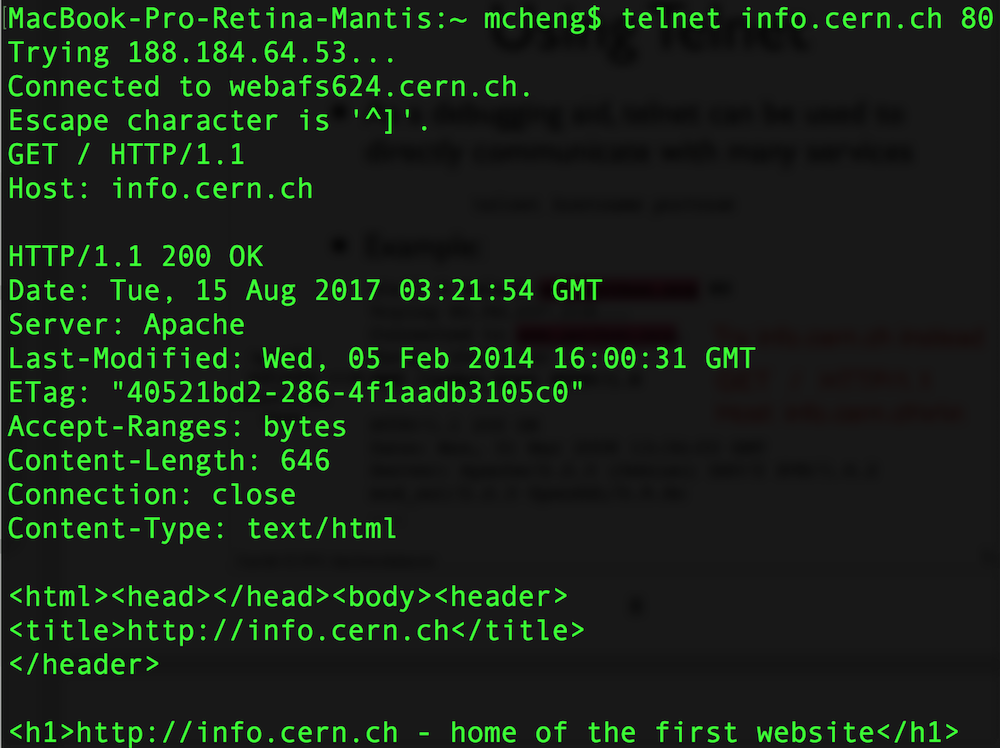 MacBook-Pro-Retina-Mantis:~ mcheng$ telnet info.cern.ch 80
Trying 188.184.64.53...
Connected to webafs624.cern.ch.
Escape character is '^]'.
GET / HTTP/1.1
Host: info.cern.ch
HTTP/1.1 200 OK
Date: Tue, 15 Aug 2017 03:21:54 GMT
Server: Apache
Last-Modified: Wed, 05 Feb 2014 16:00:31 GMT
ETag: "40521bd2-286-4f1aadb3105c0"
Accept-Ranges: bytes
Content-Length: 646
Connection: close
Content-Type: text/html
<html><head></head><body><header>
<title>http://info.cern.ch</title>
</header>
<h1>http://info.cern.ch - home of the first website</h1>